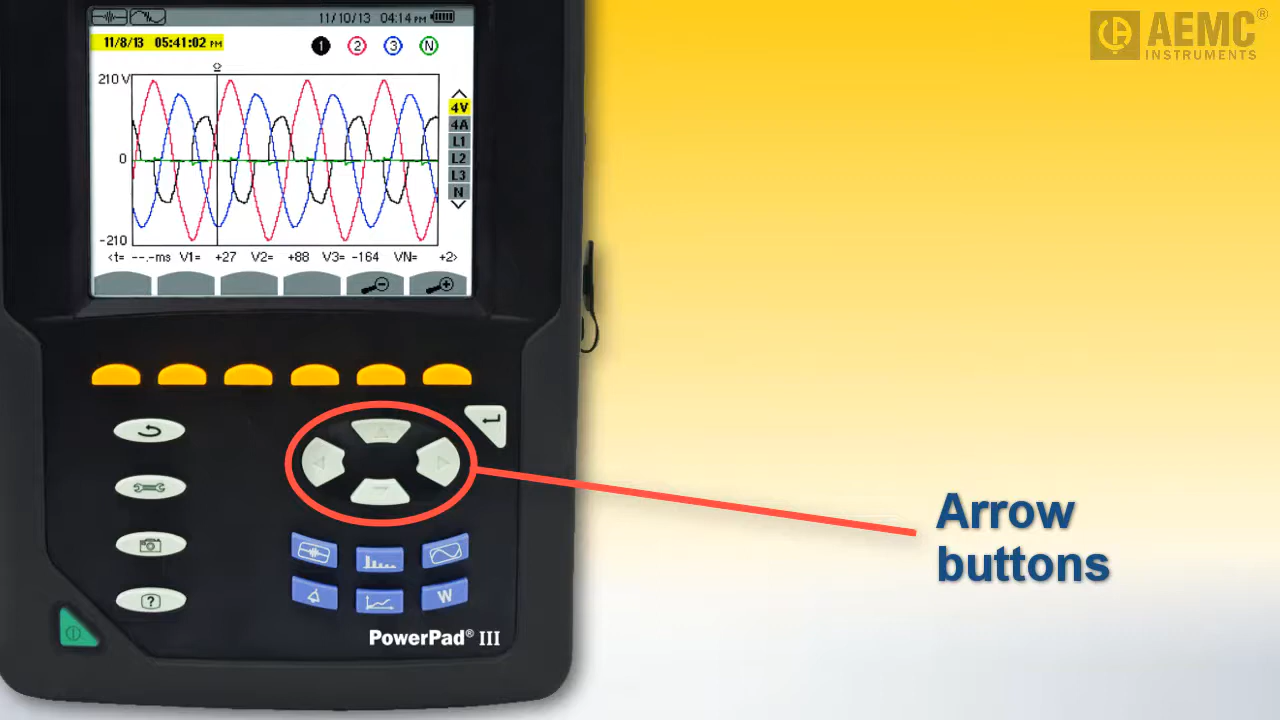 11/10/13 04:14 PM
11/8/13 05:41:02 PM
1 2 3 N
210 V
0
-210
4V
4A
L1
L2
L3
N
<t= --.-ms V1= +27 V2= +88 V3= -164 VN= +2>
W
PowerPad® III
?
Arrow
buttons
AEMC®
INSTRUMENTS